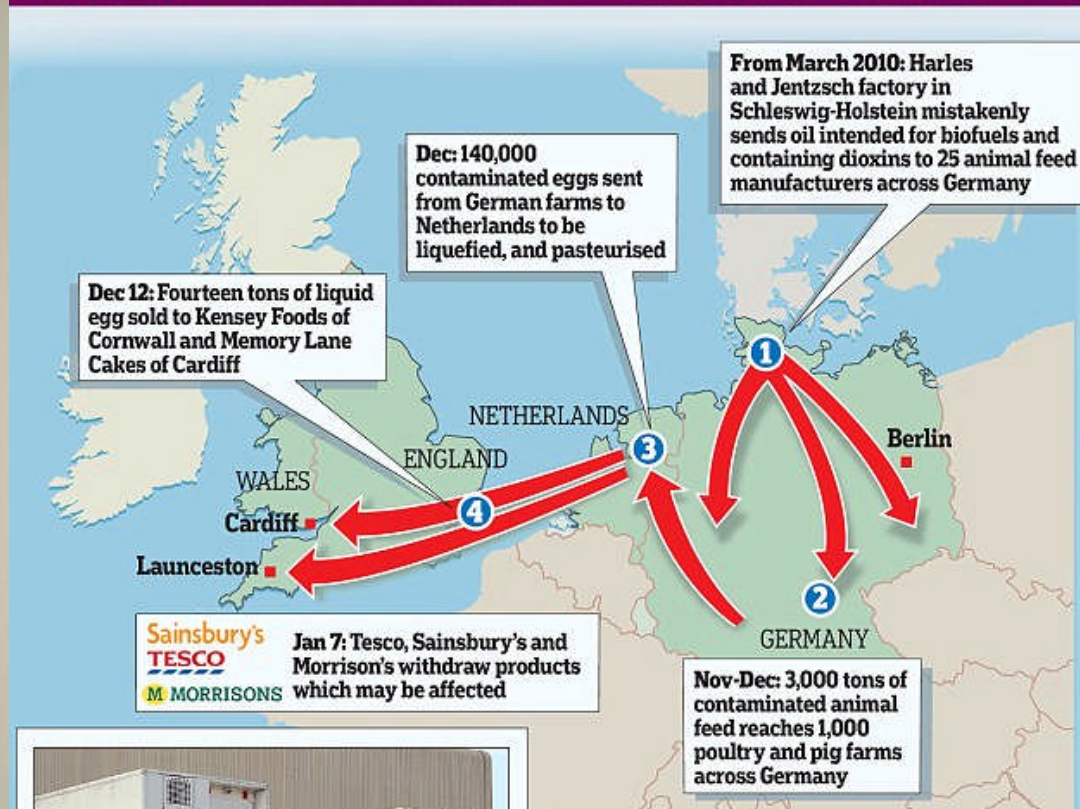 From March 2010: Harles
and Jentzsch factory in
Schleswig-Holstein mistakenly
sends oil intended for biofuels and
containing dioxins to 25 animal feed
manufacturers across Germany
Dec: 140,000
contaminated eggs sent
from German farms to
Netherlands to be
liquefied, and pasteurised
Dec 12: Fourteen tons of liquid
egg sold to Kensey Foods of
Cornwall and Memory Lane
Cakes of Cardiff
1
NETHERLANDS
3
Berlin
ENGLAND
WALES
4
Cardiff
Launceston
2
GERMANY
Sainsbury's
TESCO
M MORRISONS
Jan 7: Tesco, Sainsbury's and
Morrison's withdraw products
which may be affected
Nov-Dec: 3,000 tons of
contaminated animal
feed reaches 1,000
poultry and pig farms
across Germany